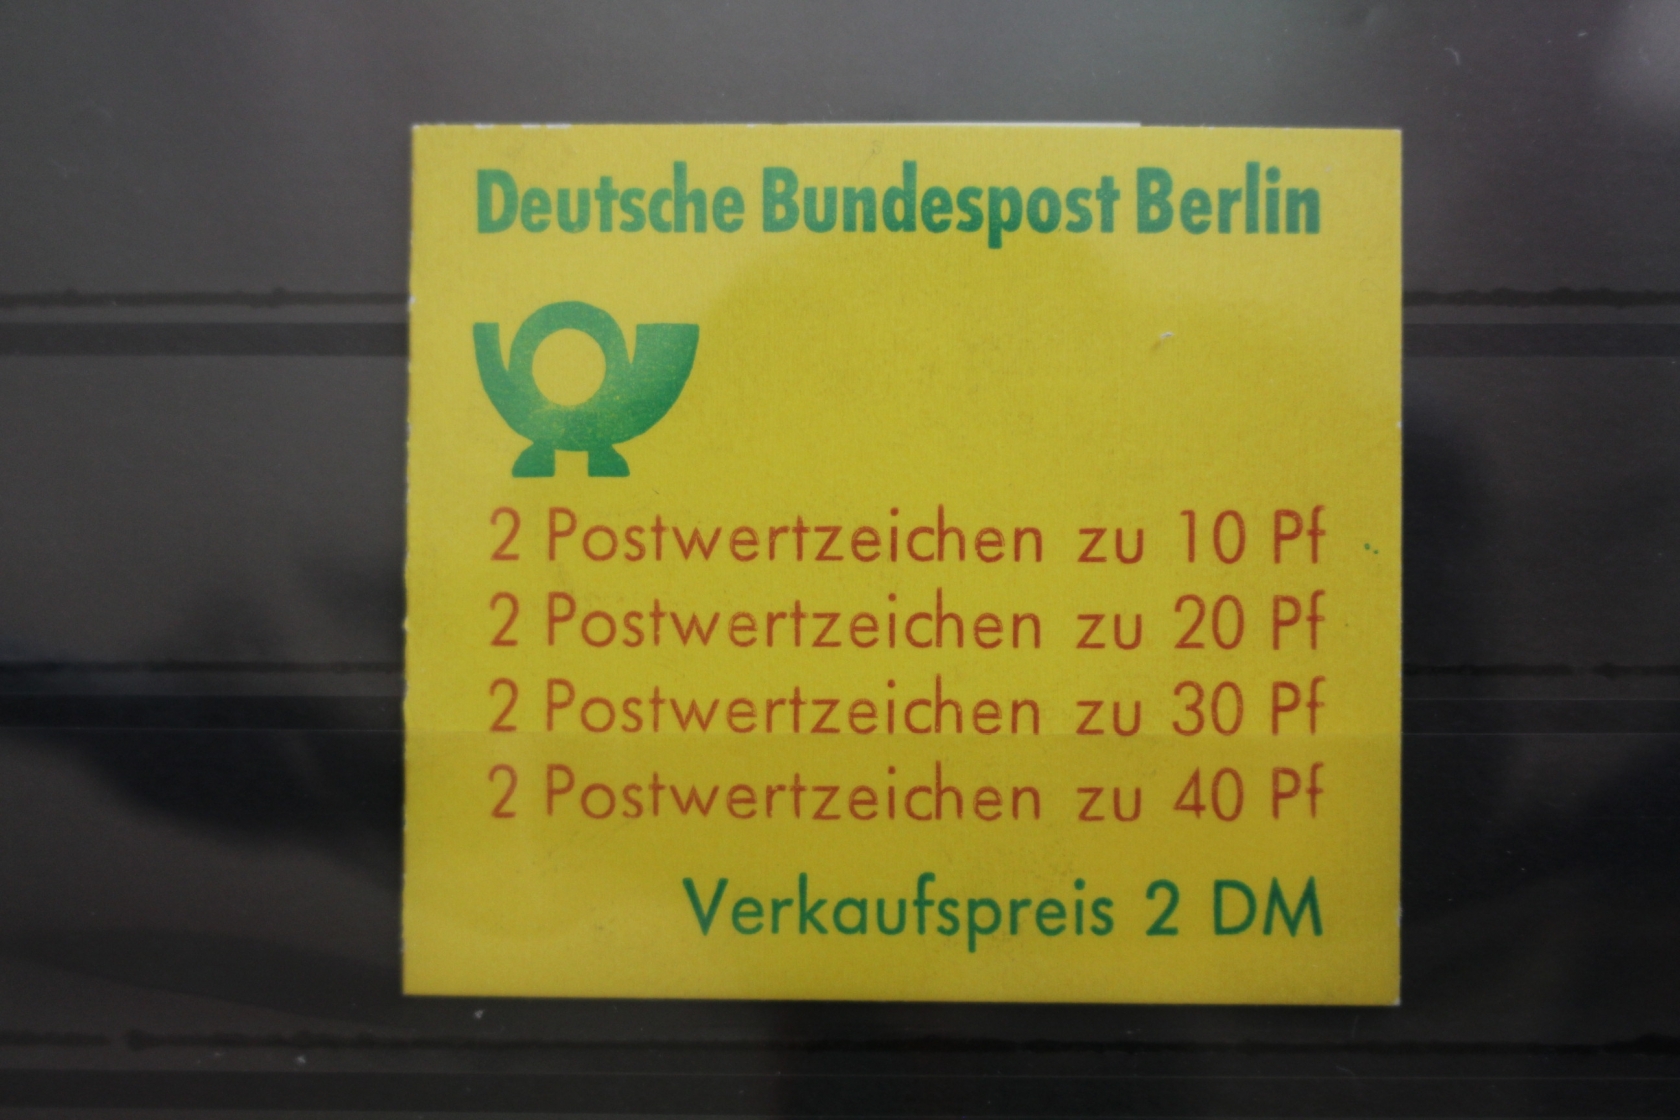 Deutsche Bundespost Berlin
2 Postwertzeichen zu 10 Pf
2 Postwertzeichen zu 20 Pf
2 Postwertzeichen zu 30 Pf
2 Postwertzeichen zu 40 Pf
Verkaufspreis 2 DM